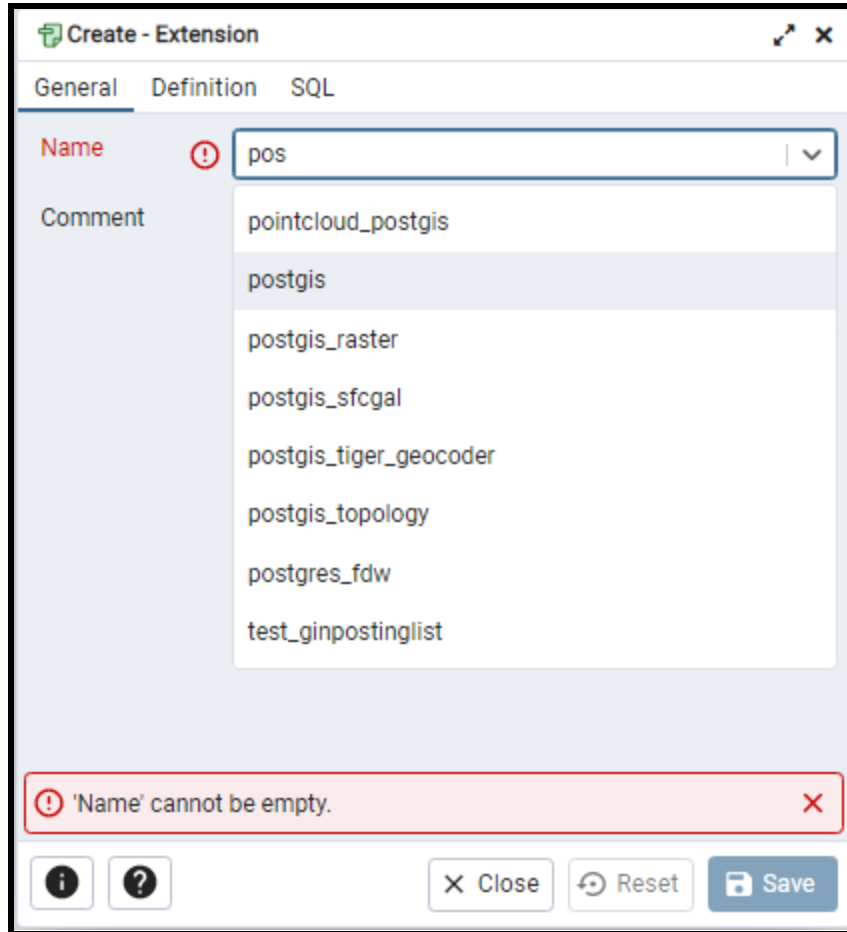 Create - Extension
General Definition SQL
Name pos
Comment
pointcloud_postgis
postgis
postgis_raster
postgis_sfcgal
postgis_tiger_geocoder
postgis_topology
postgres_fdw
test_ginpostinglist
'Name' cannot be empty.
Close Reset Save